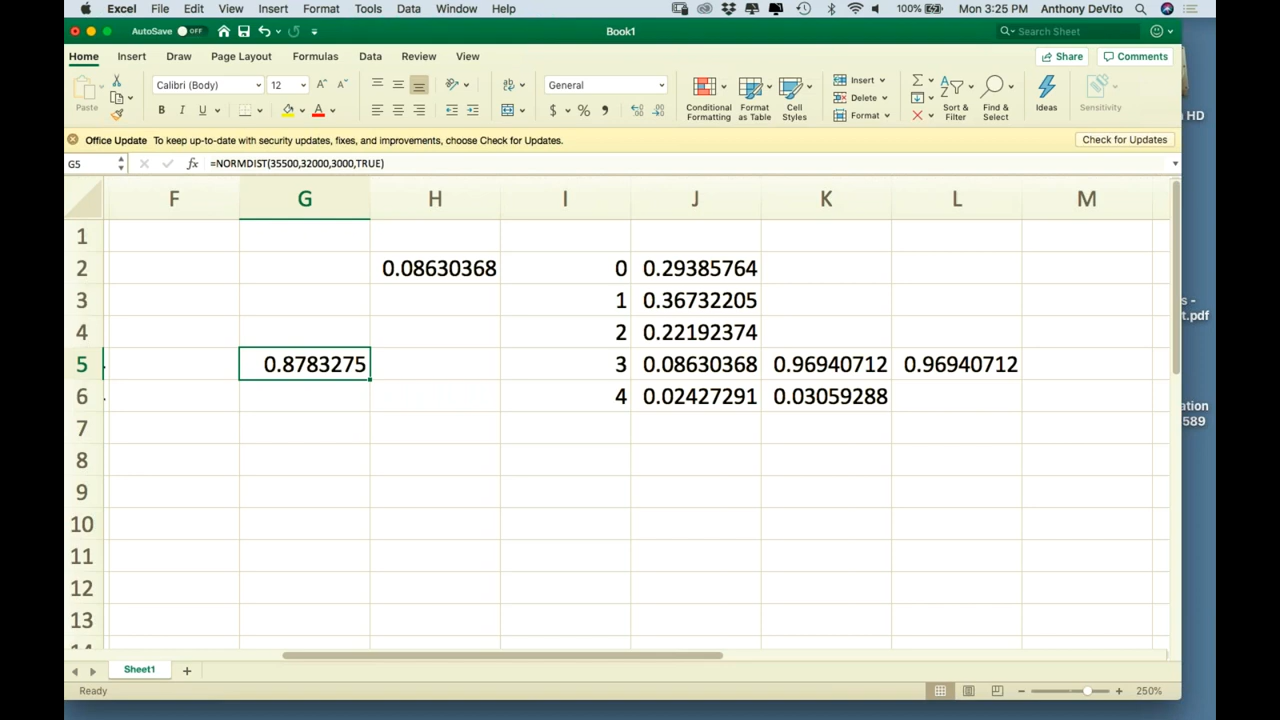 Excel File Edit View Insert Format Tools Data Window Help 100% Mon 3:25 PM Anthony DeVito
AutoSave OFF Book1 Search Sheet
Home Insert Draw Page Layout Formulas Data Review View Share Comments
Paste Calibri (Body) 12 A A General Insert Delete Format
B I U A $ % Conditional Formatting Format as Table Cell Styles Sort & Filter Find & Select Ideas Sensitivity
Office Update To keep up-to-date with security updates, fixes, and improvements, choose Check for Updates. Check for Updates
G5 fx =NORMDIST(35500,32000,3000,TRUE)
F G H I J K L M
1
2 0.08630368 0 0.29385764
3 1 0.36732205
4 2 0.22192374
5 0.8783275 3 0.08630368 0.96940712 0.96940712
6 4 0.02427291 0.03059288
7
8
9
10
11
12
13
14
Sheet1 +
Ready 250%
HD
s -
t.pdf
ation
589